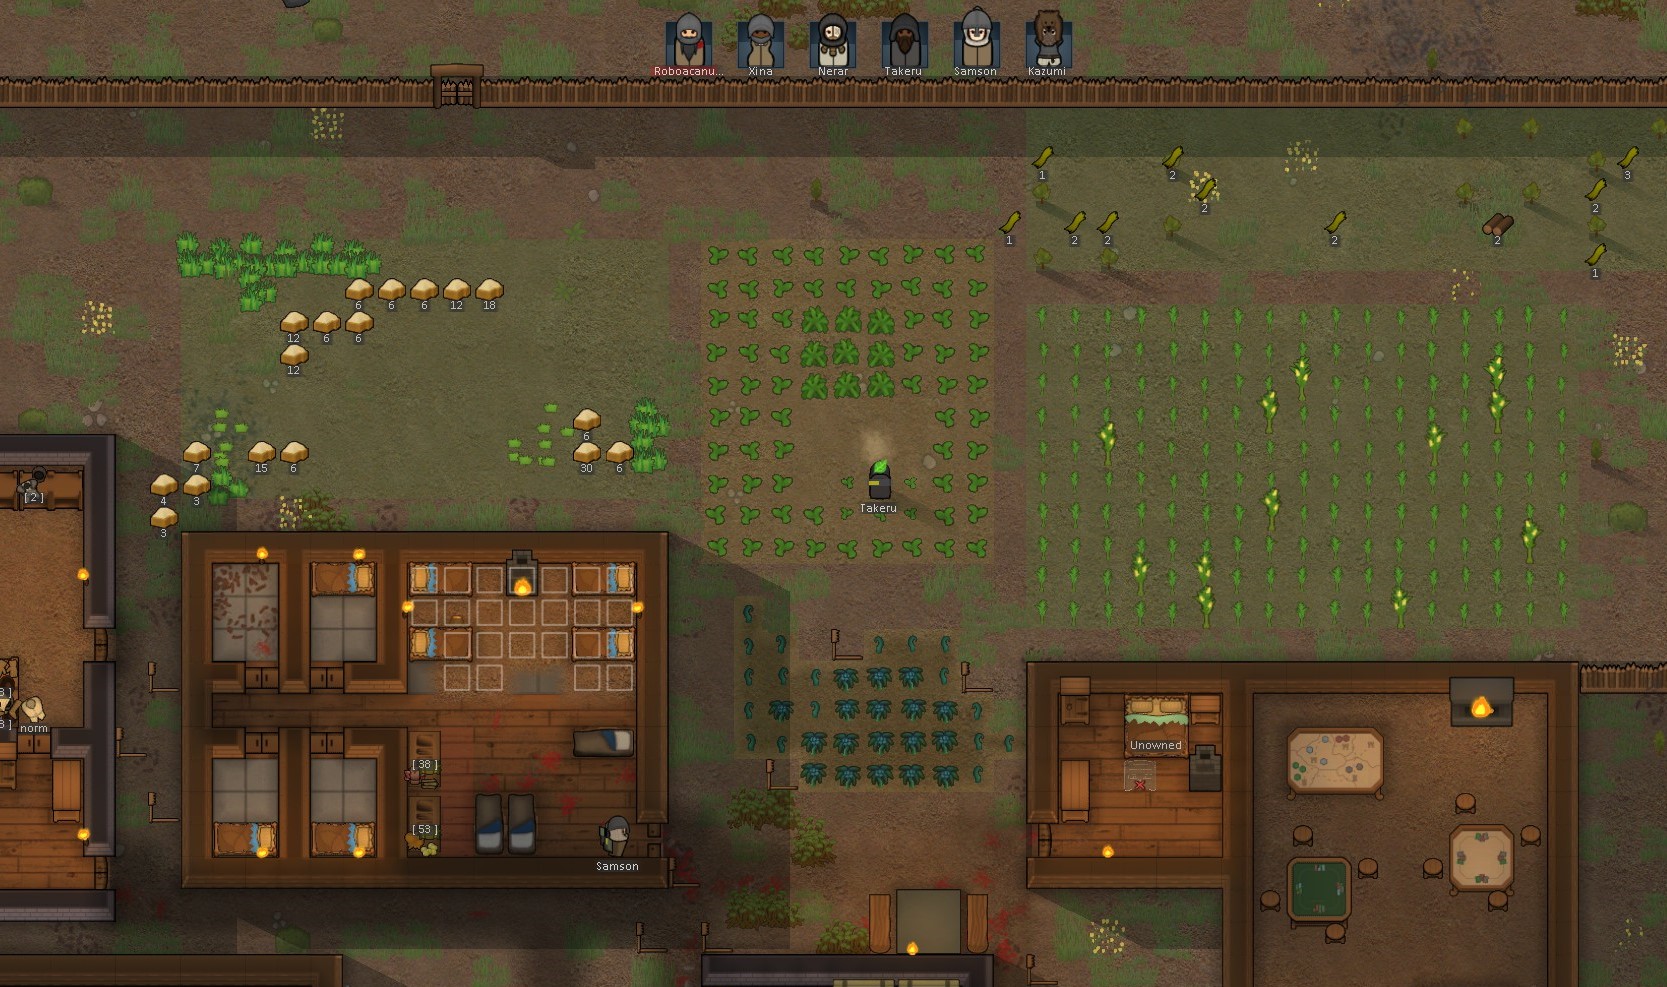 Roboacanu... Xina Nerar Takeru Samson Kazumi
1 2 3
2 2
1 2 2 2 2
1
6 6 6 12 18
12 6 6
12
6
7 15 6 30 6
4 3
3
[2]
Takeru
norm
Unowned
[38]
[53]
Samson